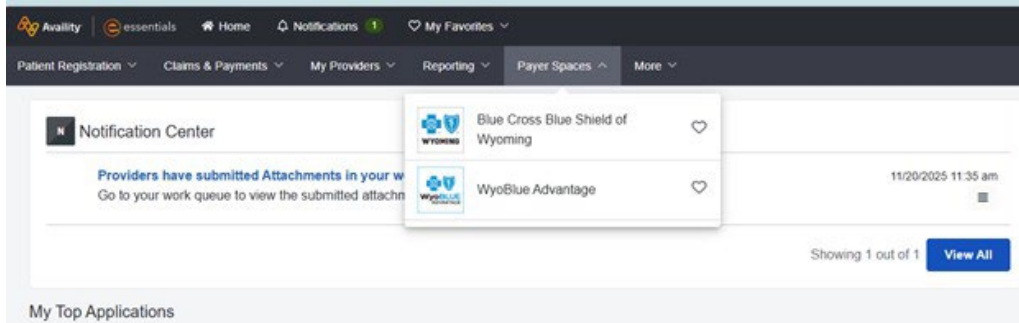 Availity essentials Home Notifications 1 My Favorites
Patient Registration Claims & Payments My Providers Reporting Payer Spaces More
N Notification Center
Blue Cross Blue Shield of
Wyoming
WYOMING
Providers have submitted Attachments in your w
Go to your work queue to view the submitted attachm
WyoBLUE
ADVANTAGE
WyoBlue Advantage
11/20/2025 11:35 am
Showing 1 out of 1 View All
My Top Applications